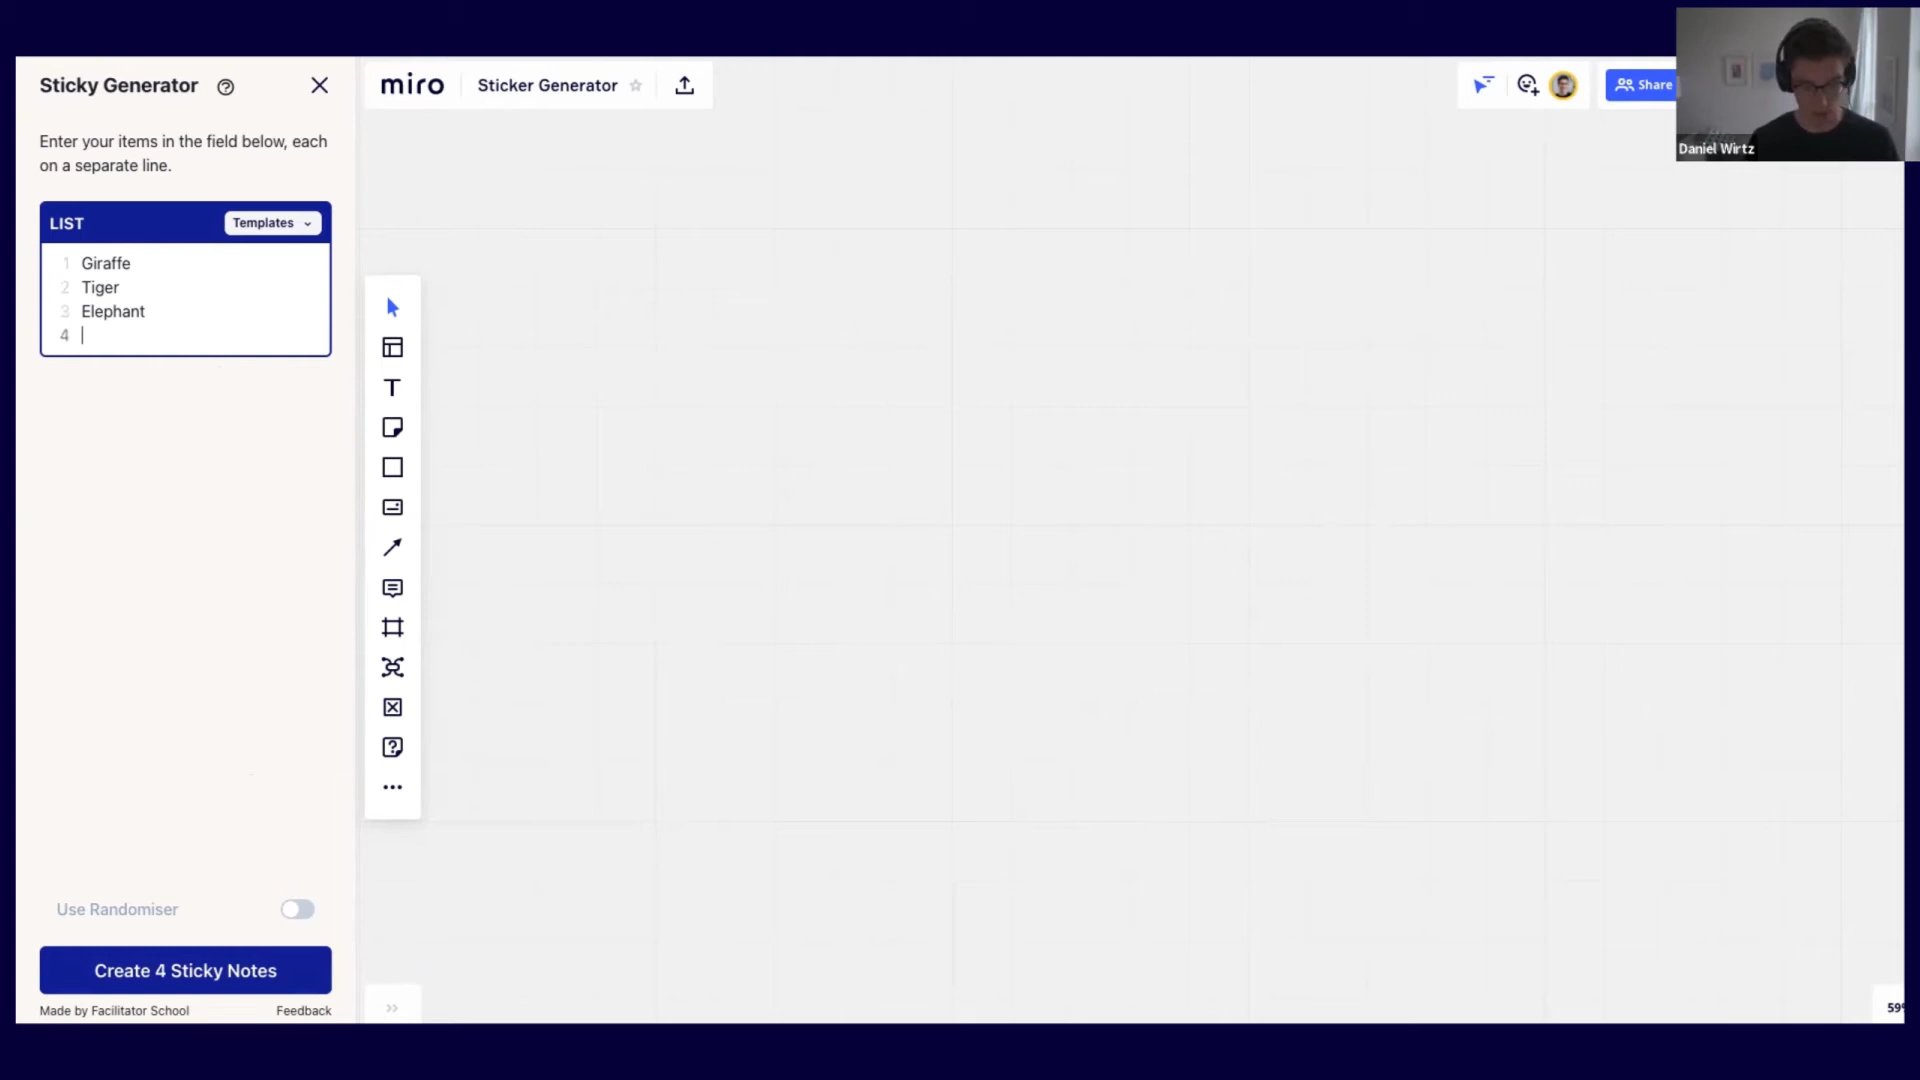 Sticky Generator
Enter your items in the field below, each
on a separate line.
LIST
Templates
1 Giraffe
2 Tiger
3 Elephant
4
Use Randomiser
Create 4 Sticky Notes
Made by Facilitator School
Feedback
miro
Sticker Generator
Share
Daniel Wirtz
59%